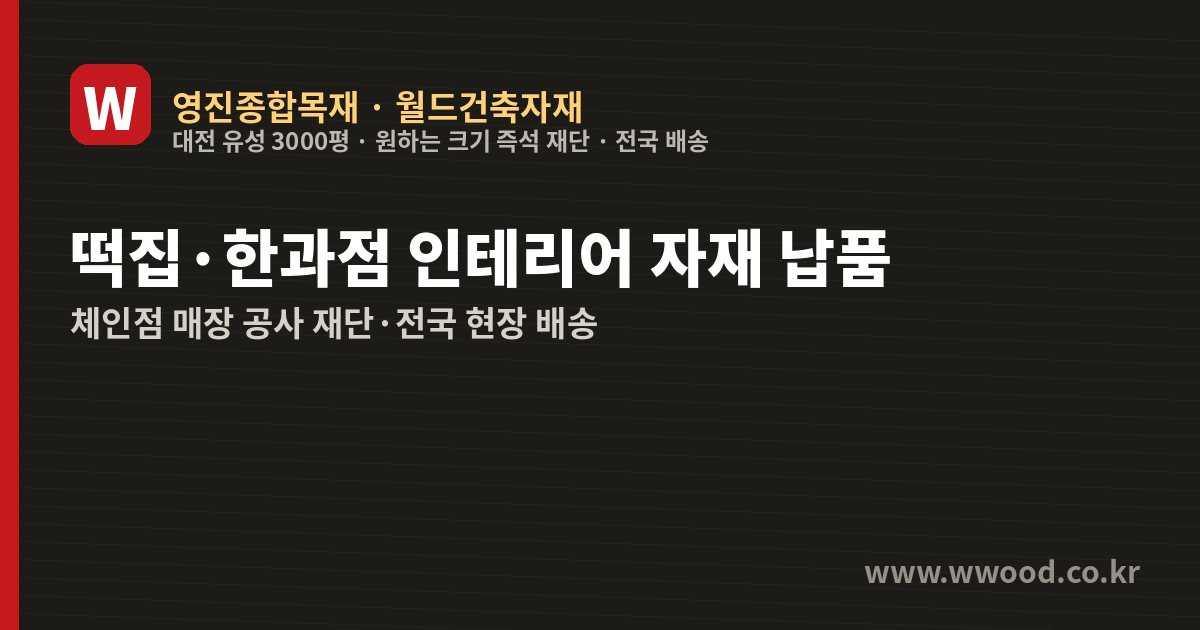 W
영진종합목재 · 월드건축자재
대전 유성 3000평 · 원하는 크기 즉석 재단 · 전국 배송
떡집·한과점 인테리어 자재 납품
체인점 매장 공사 재단·전국 현장 배송
www.wwood.co.kr